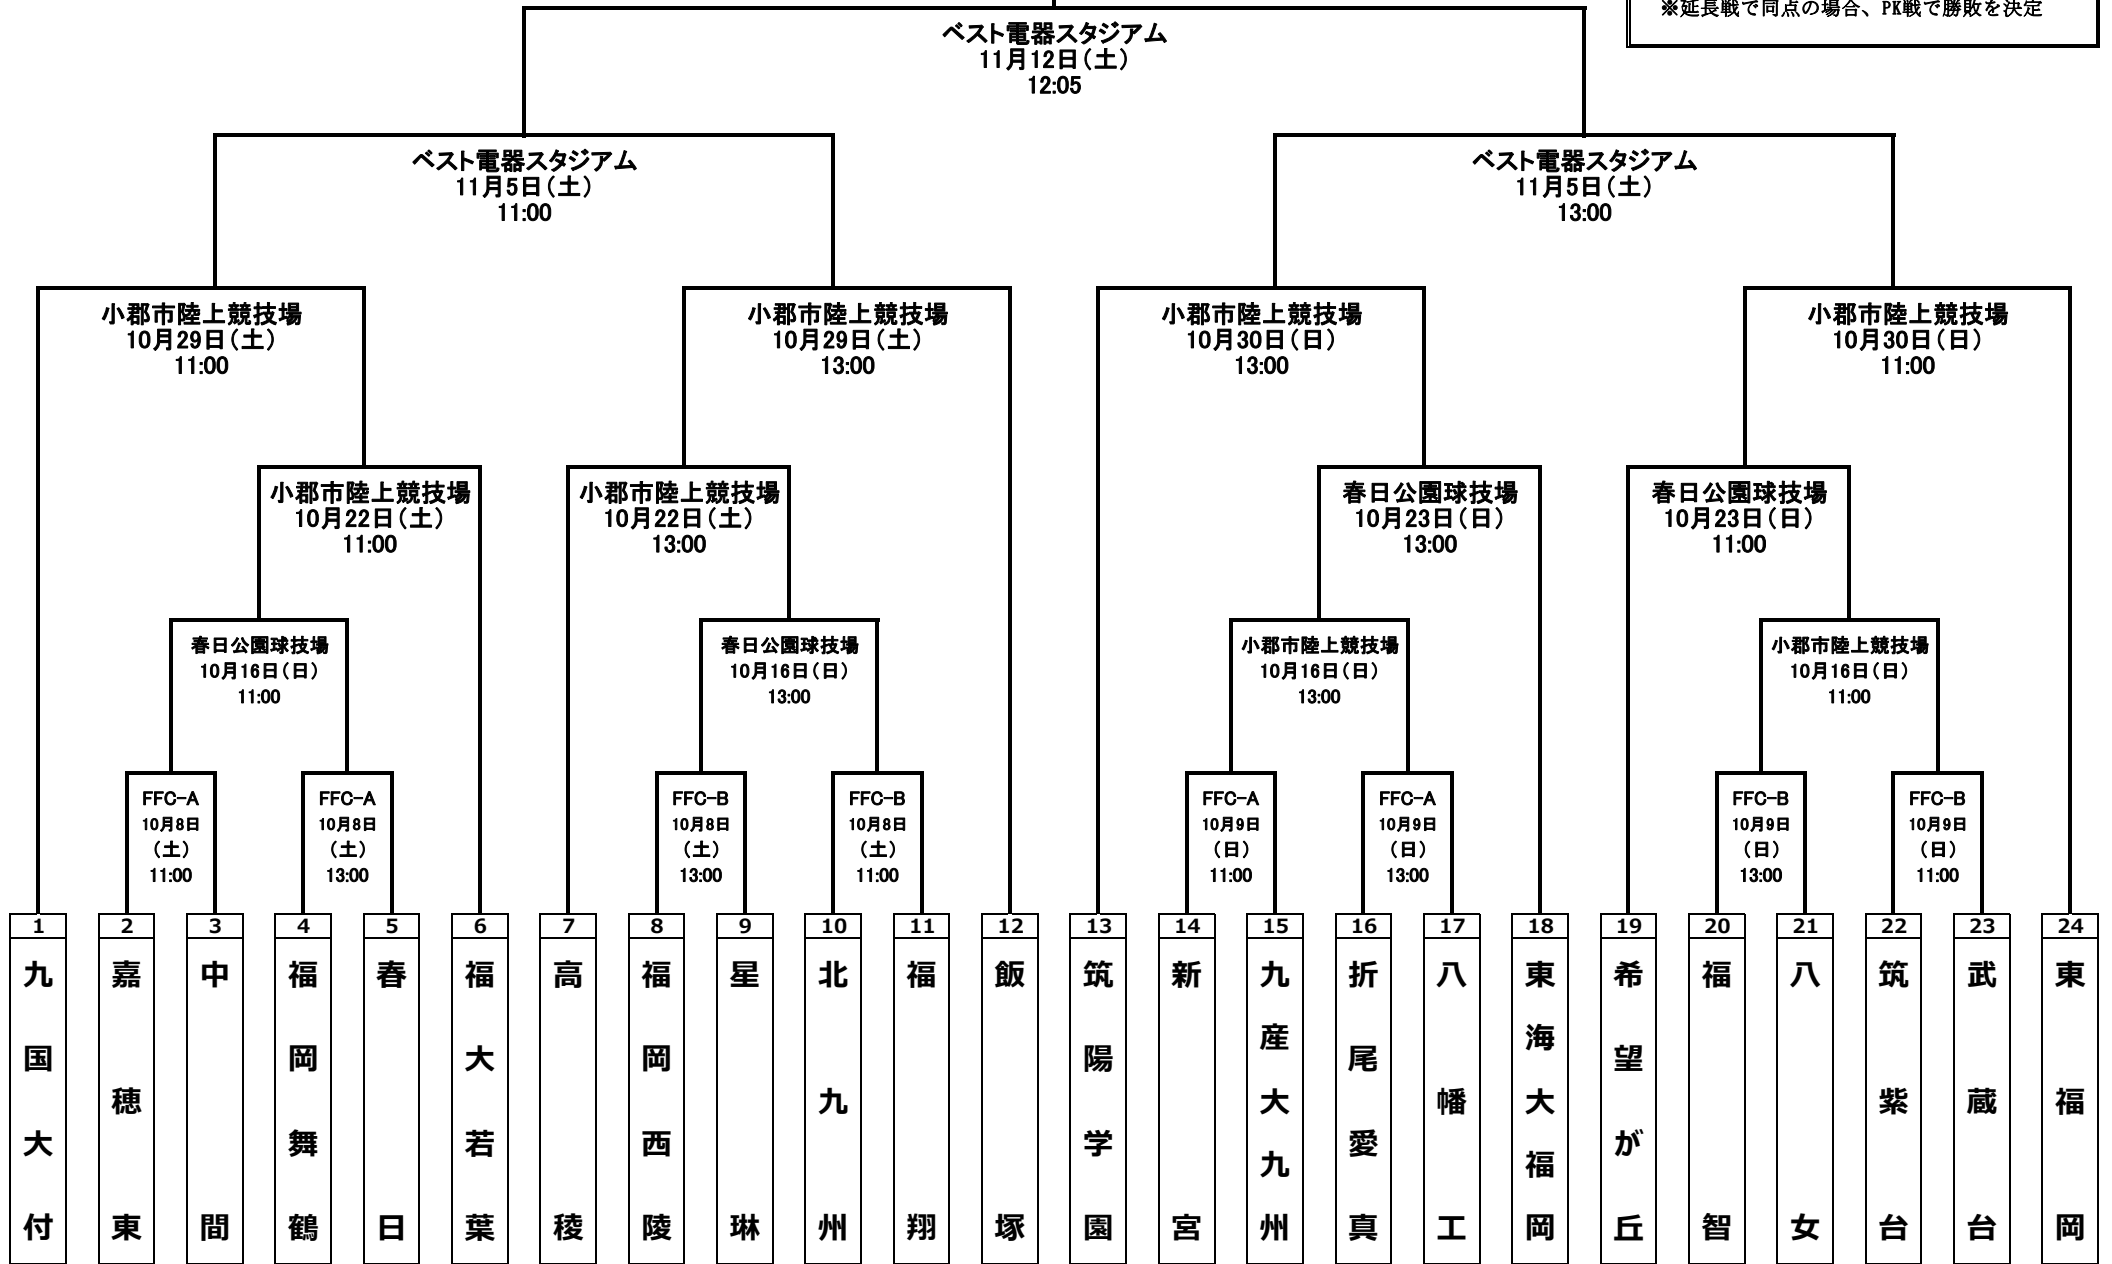 ※延長戦で同点の場合、PK戦で勝敗を決定
ベスト電器スタジアム
11月12日(土)
12:05
ベスト電器スタジアム
11月5日(土)
11:00
ベスト電器スタジアム
11月5日(土)
13:00
小郡市陸上競技場
10月29日(土)
11:00
小郡市陸上競技場
10月29日(土)
13:00
小郡市陸上競技場
10月30日(日)
13:00
小郡市陸上競技場
10月30日(日)
11:00
小郡市陸上競技場
10月22日(土)
11:00
小郡市陸上競技場
10月22日(土)
13:00
春日公園球技場
10月23日(日)
13:00
春日公園球技場
10月23日(日)
11:00
春日公園球技場
10月16日(日)
11:00
春日公園球技場
10月16日(日)
13:00
小郡市陸上競技場
10月16日(日)
13:00
小郡市陸上競技場
10月16日(日)
11:00
FFC-A
10月8日
(土)
11:00
FFC-A
10月8日
(土)
13:00
FFC-B
10月8日
(土)
13:00
FFC-B
10月8日
(土)
11:00
FFC-A
10月9日
(日)
11:00
FFC-A
10月9日
(日)
13:00
FFC-B
10月9日
(日)
13:00
FFC-B
10月9日
(日)
11:00
1
九国大付
2
嘉穂東
3
中間
4
福岡舞鶴
5
春日
6
福大若葉
7
高稜
8
福岡西陵
9
星琳
10
北九州
11
福翔
12
飯塚
13
筑陽学園
14
新宮
15
九産大九州
16
折尾愛真
17
八幡工
18
東海大福岡
19
希望が丘
20
福智
21
八女
22
筑紫台
23
武蔵台
24
東福岡